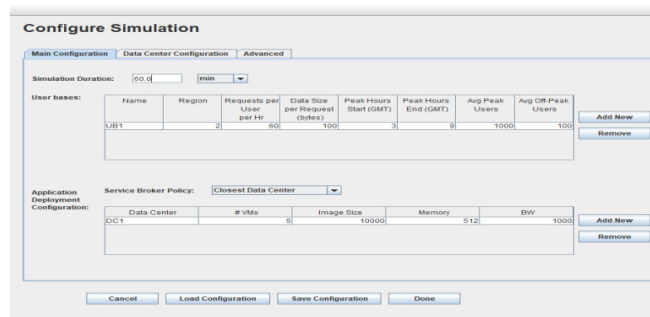 Configure Simulation
Main Configuration Data Center Configuration Advanced
Simulation Duration: 60.0 min
User bases:
Name Region Requests per User per Hr Data Size per Request (bytes) Peak Hours Start (GMT) Peak Hours End (GMT) Avg Peak Users Avg Off-Peak Users
UB1 2 60 100 3 9 1000 100
Add New
Remove
Application Deployment Configuration:
Service Broker Policy: Closest Data Center
Data Center # VMs Image Size Memory BW
DC1 5 10000 512 1000
Add New
Remove
Cancel Load Configuration Save Configuration Done